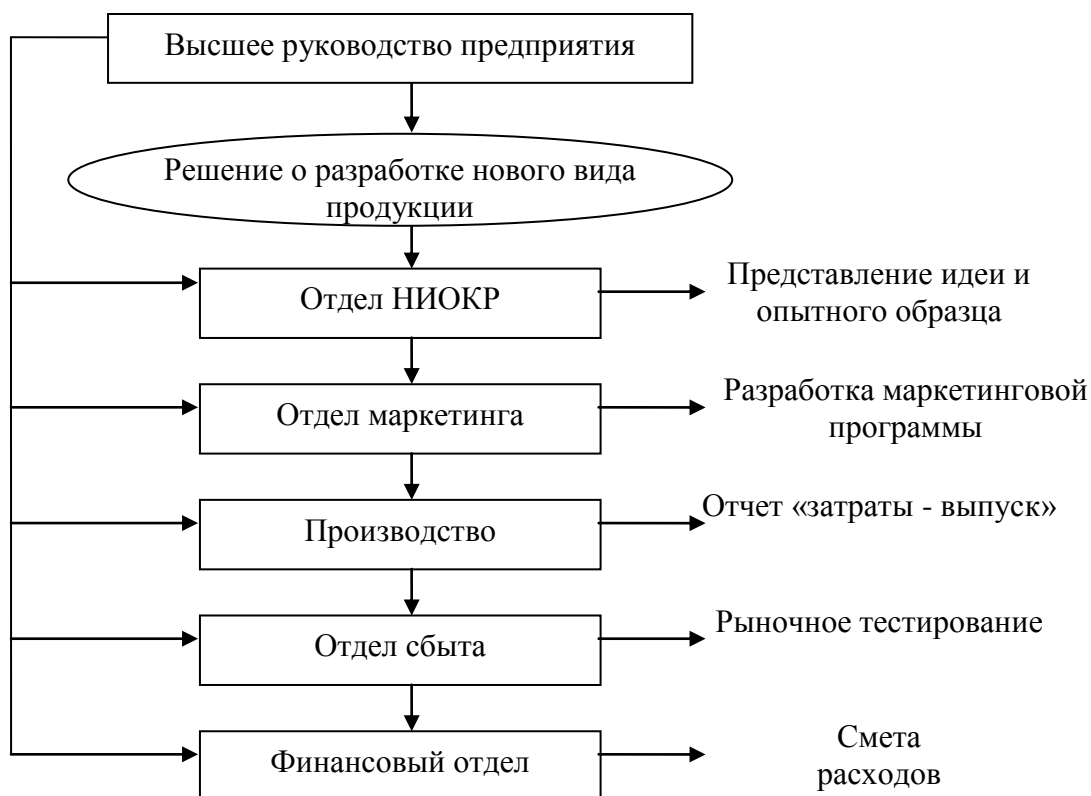 Высшее руководство предприятия
Решение о разработке нового вида
продукции
Отдел НИОКР
Представление идеи и
опытного образца
Отдел маркетинга
Разработка маркетинговой
программы
Производство
Отчет «затраты - выпуск»
Отдел сбыта
Рыночное тестирование
Финансовый отдел
Смета
расходов